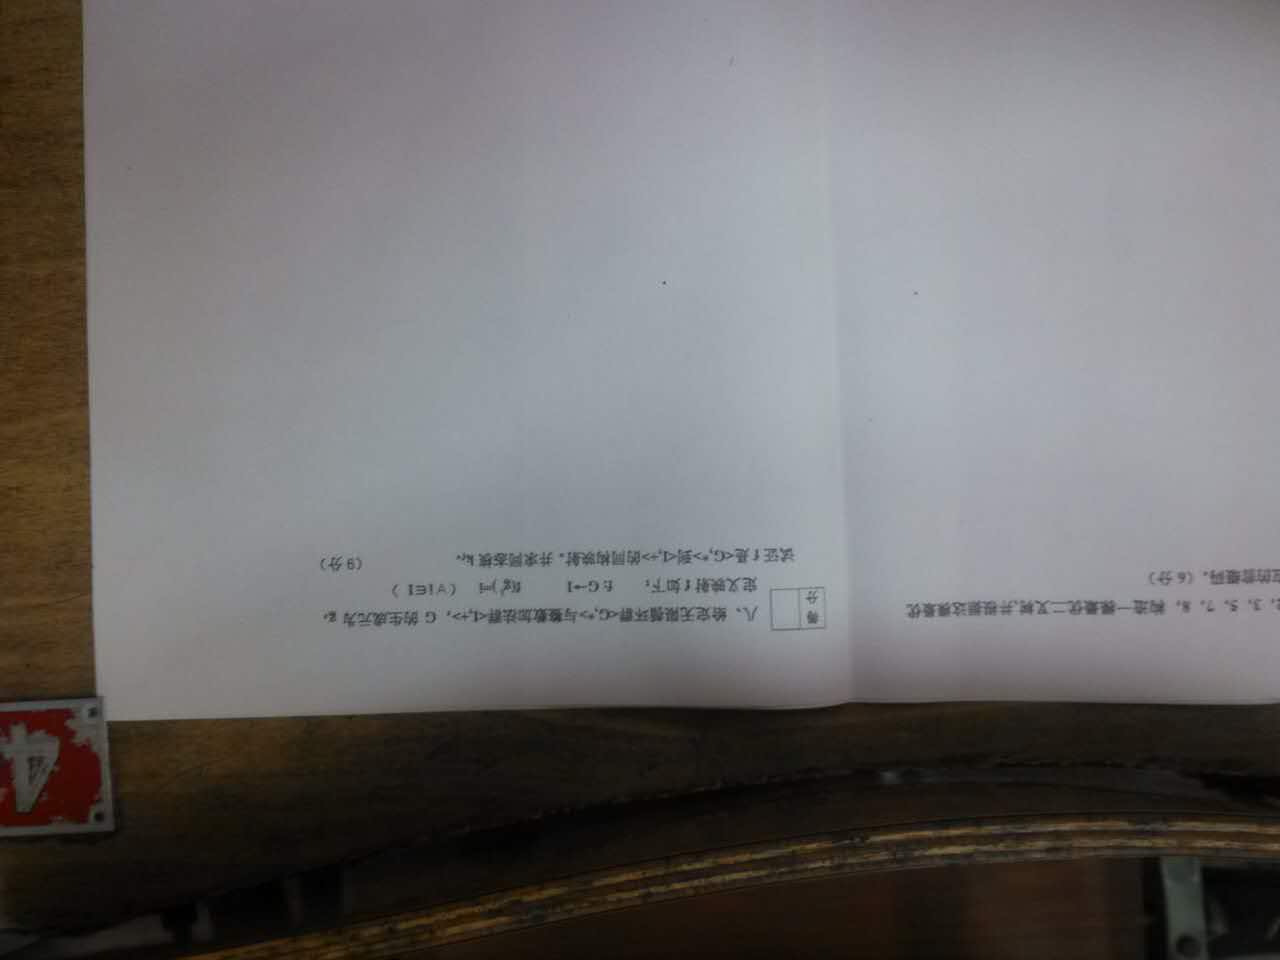 2，3，5，7，8，构造一棵最优二叉树,并根据这棵最优
应的前缀码。（6 分）
得
分
八、给定无限循环群<G,*>与整数加法群<I,+>，G 的生成元为 g，
定义映射 f 如下： f: G→I f(gⁱ)=i （∀i∈I ）
试证 f 是<G,*>到<I,+>的同构映射。并求同态核 kf。 （9 分）
4